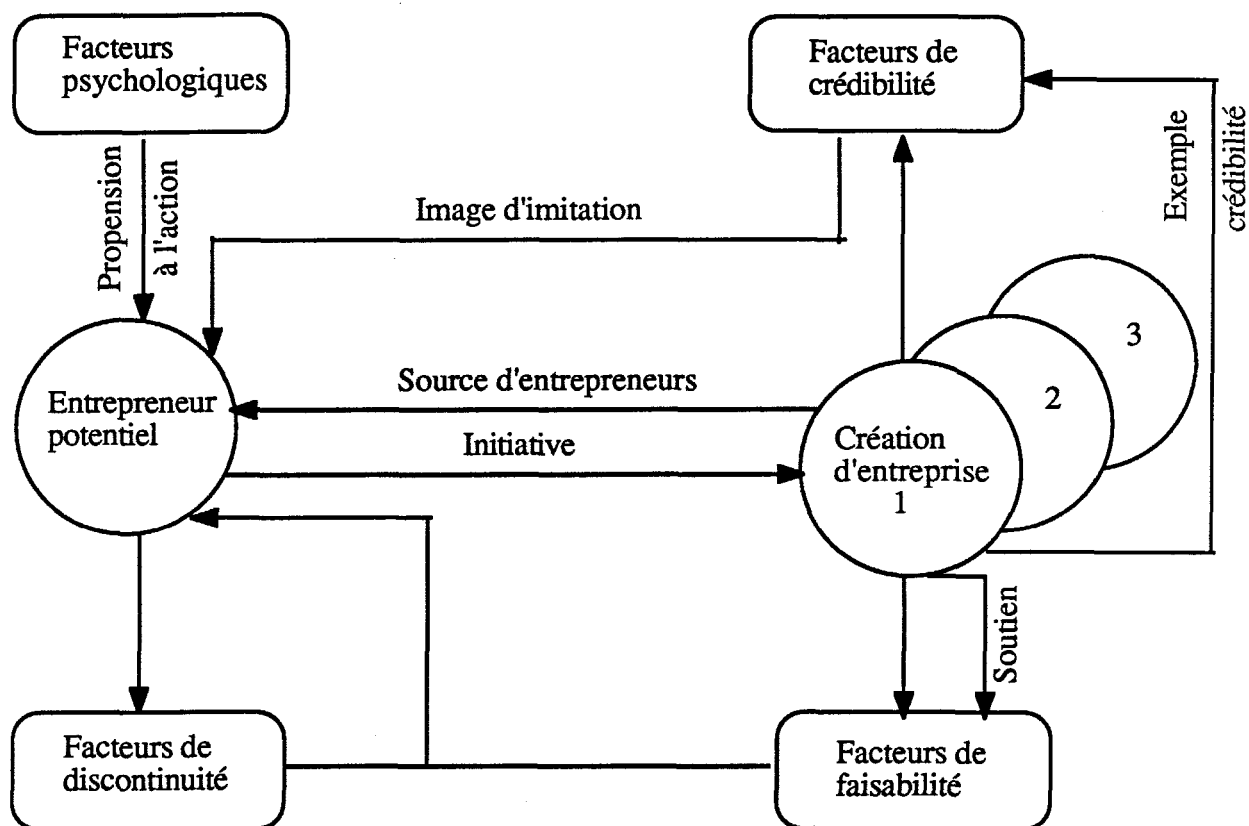 Facteurs
psychologiques
Facteurs de
crédibilité
Propension
à l'action
Image d'imitation
Exemple
crédibilité
3
2
Source d'entrepreneurs
Entrepreneur
potentiel
Initiative
Création
d'entreprise
1
Soutien
Facteurs de
discontinuité
Facteurs de
faisabilité